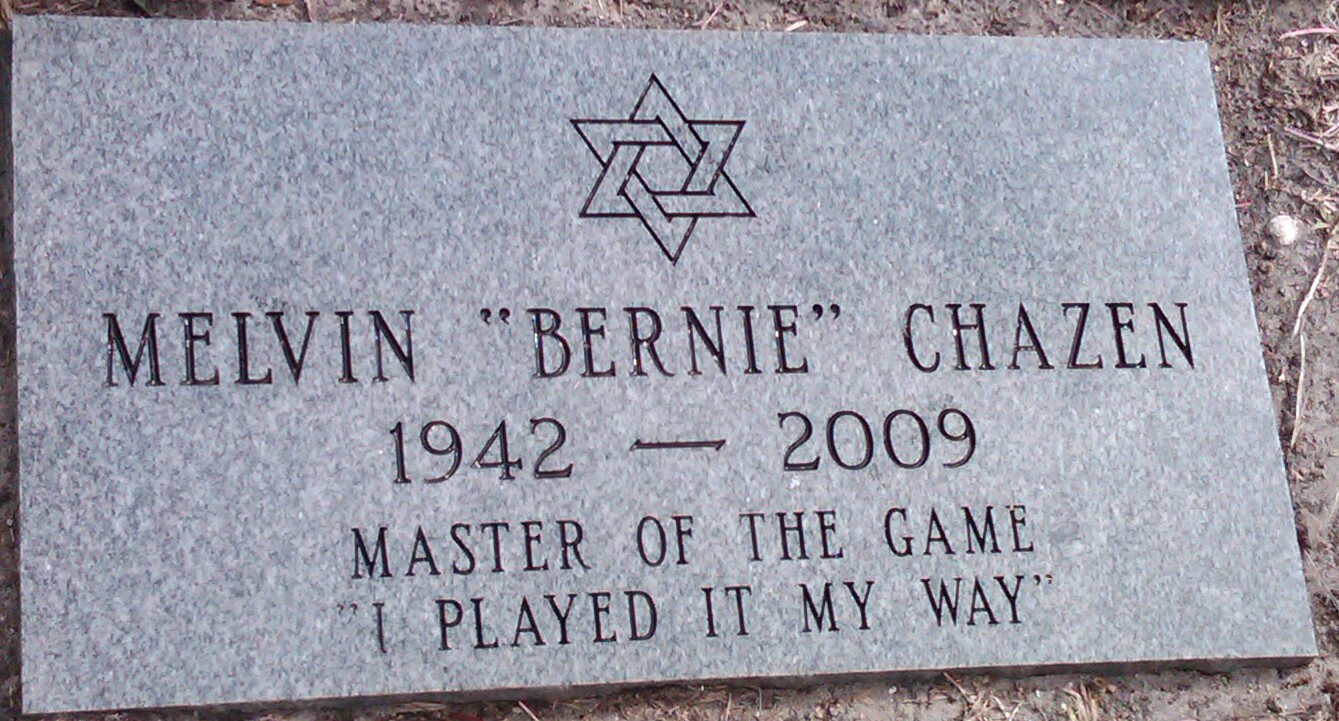 MELVIN "BERNIE" CHAZEN
1942 — 2009
MASTER OF THE GAME
"I PLAYED IT MY WAY"